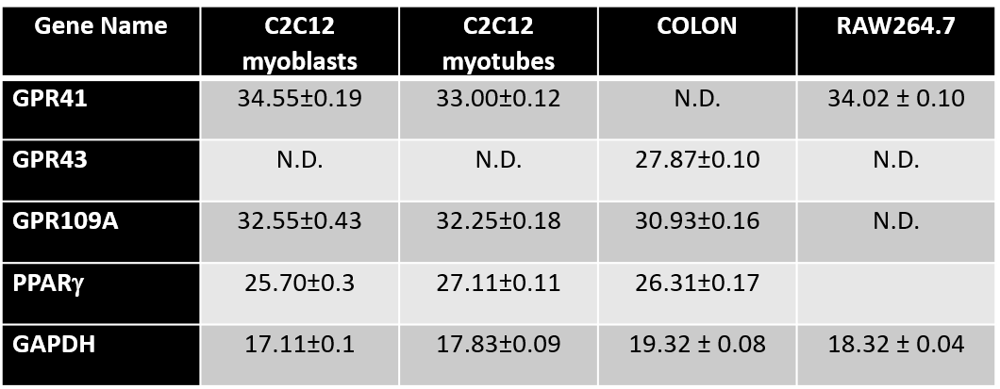 Gene Name C2C12 myoblasts C2C12 myotubes COLON RAW264.7
GPR41 34.55±0.19 33.00±0.12 N.D. 34.02 ± 0.10
GPR43 N.D. N.D. 27.87±0.10 N.D.
GPR109A 32.55±0.43 32.25±0.18 30.93±0.16 N.D.
PPARγ 25.70±0.3 27.11±0.11 26.31±0.17
GAPDH 17.11±0.1 17.83±0.09 19.32 ± 0.08 18.32 ± 0.04